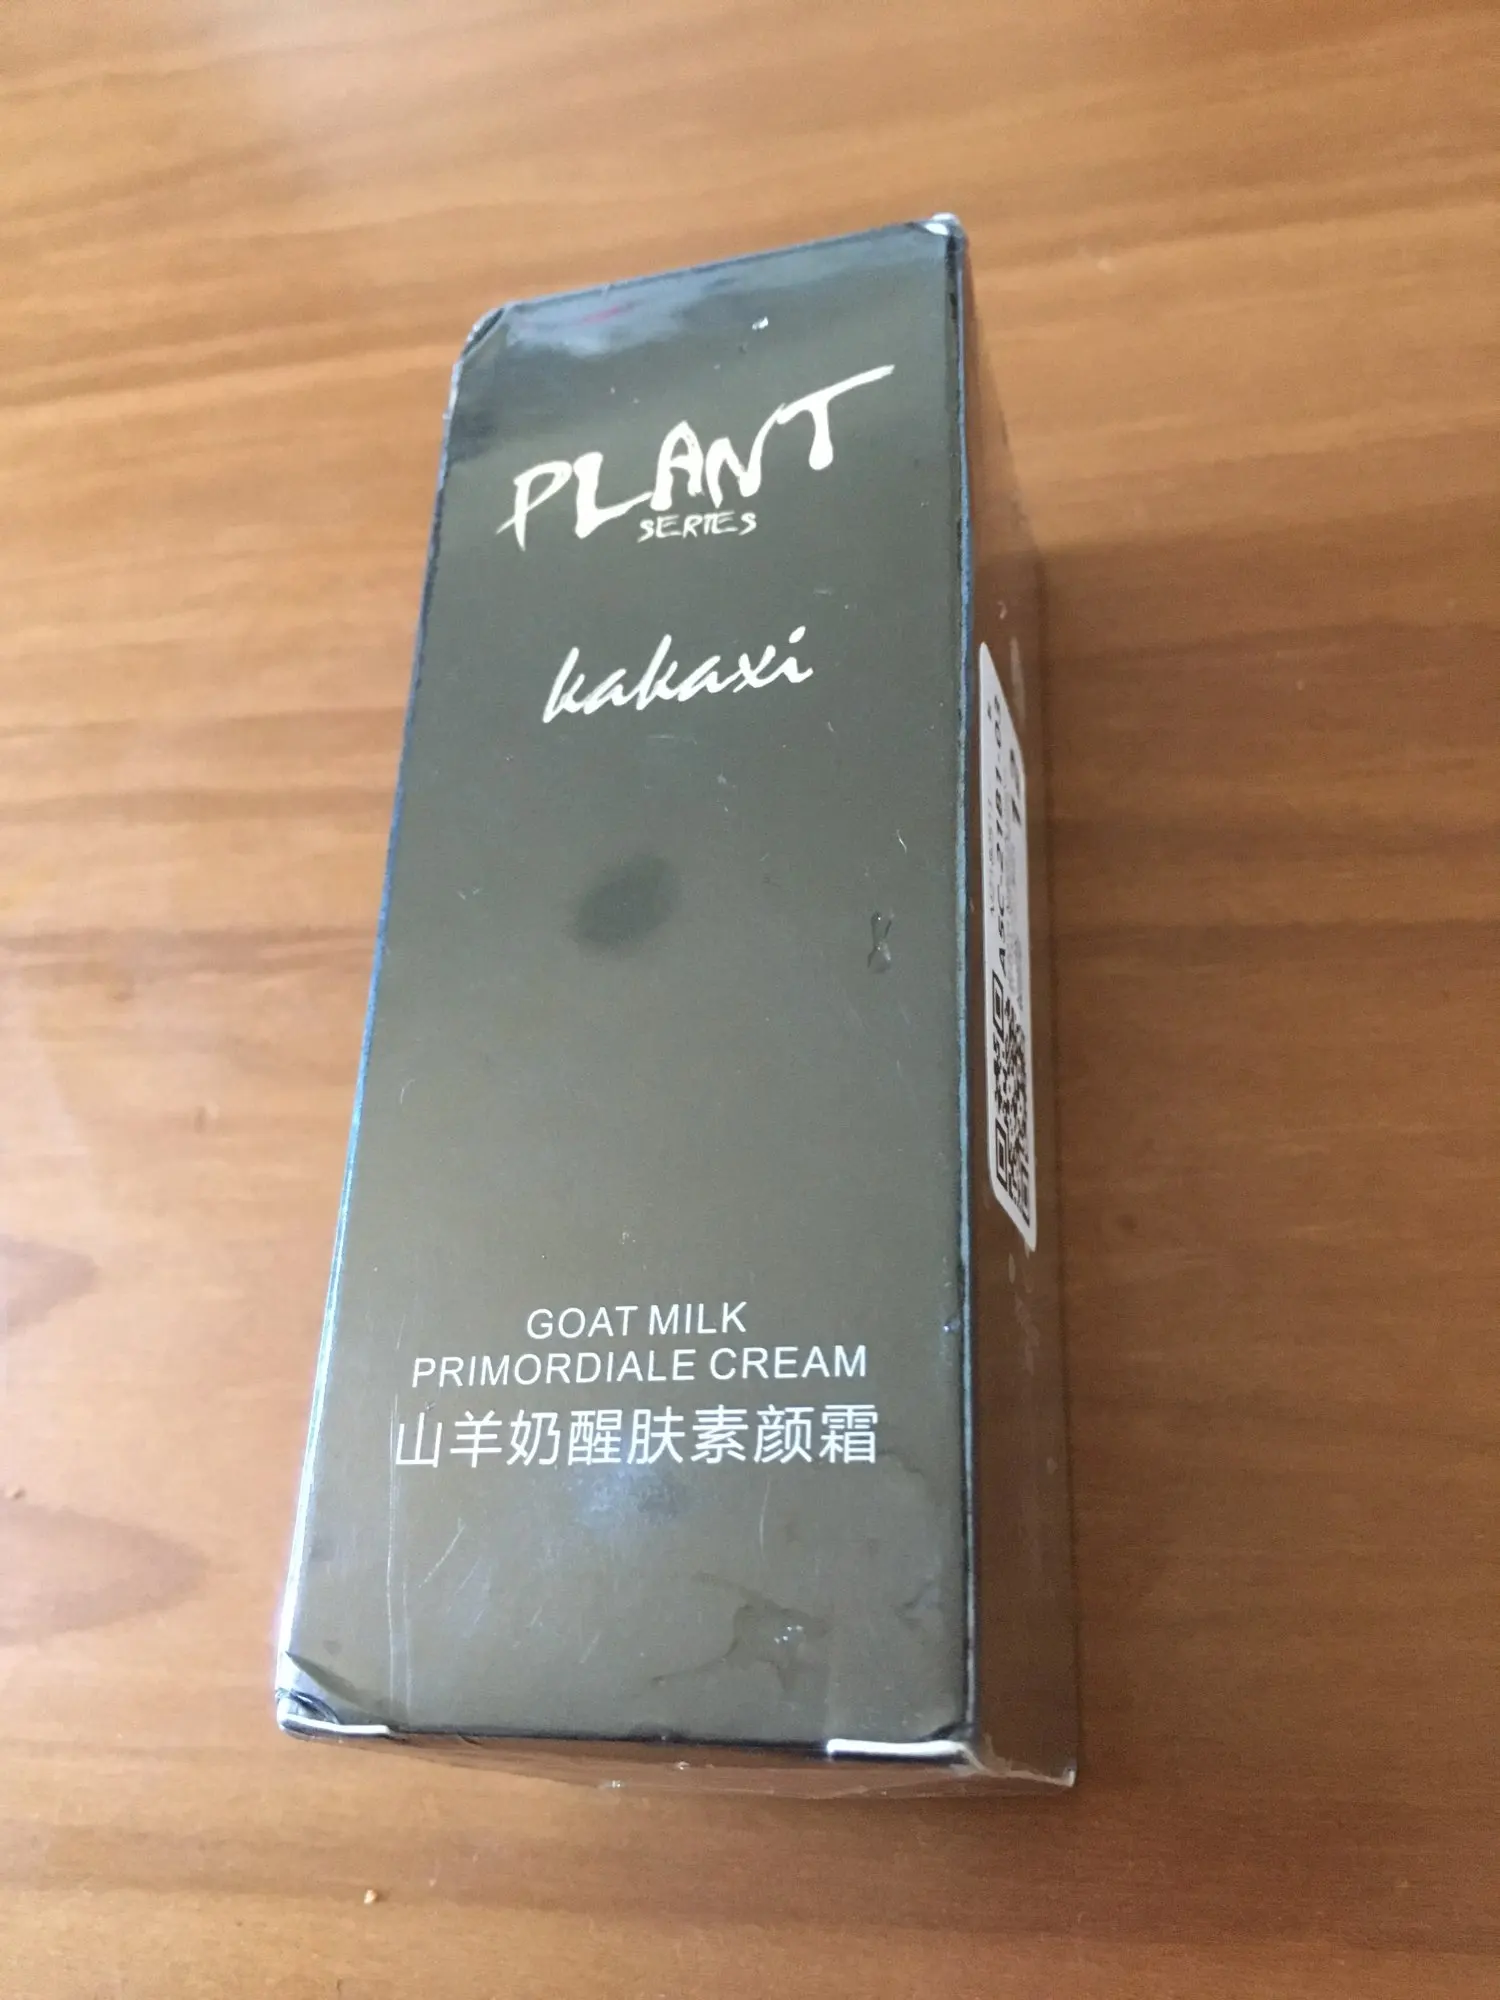 PLANT
SERIES
kakaxi
GOAT MILK
PRIMORDIALE CREAM
山羊奶醒肤素颜霜